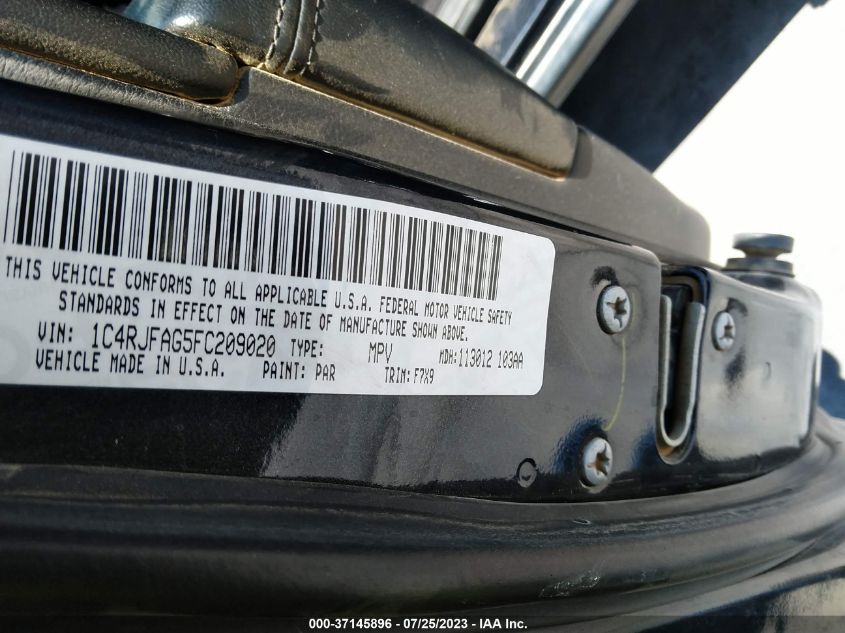 THIS VEHICLE CONFORMS TO ALL APPLICABLE U.S.A. FEDERAL MOTOR VEHICLE SAFETY
STANDARDS IN EFFECT ON THE DATE OF MANUFACTURE SHOWN ABOVE.
VIN: 1C4RJFAG5FC209020 TYPE: MPV MDH:113012 103AA
VEHICLE MADE IN U.S.A. PAINT: PAR TRIM: F7X9
000-37145896 - 07/25/2023 - IAA Inc.